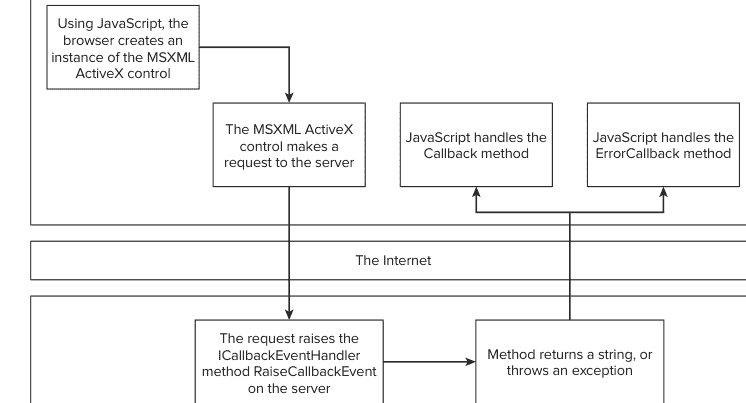 Using JavaScript, the
browser creates an
instance of the MSXML
ActiveX control
The MSXML ActiveX
control makes a
request to the server
JavaScript handles the
Callback method
JavaScript handles the
ErrorCallback method
The Internet
The request raises the
ICallbackEventHandler
method RaiseCallbackEvent
on the server
Method returns a string, or
throws an exception